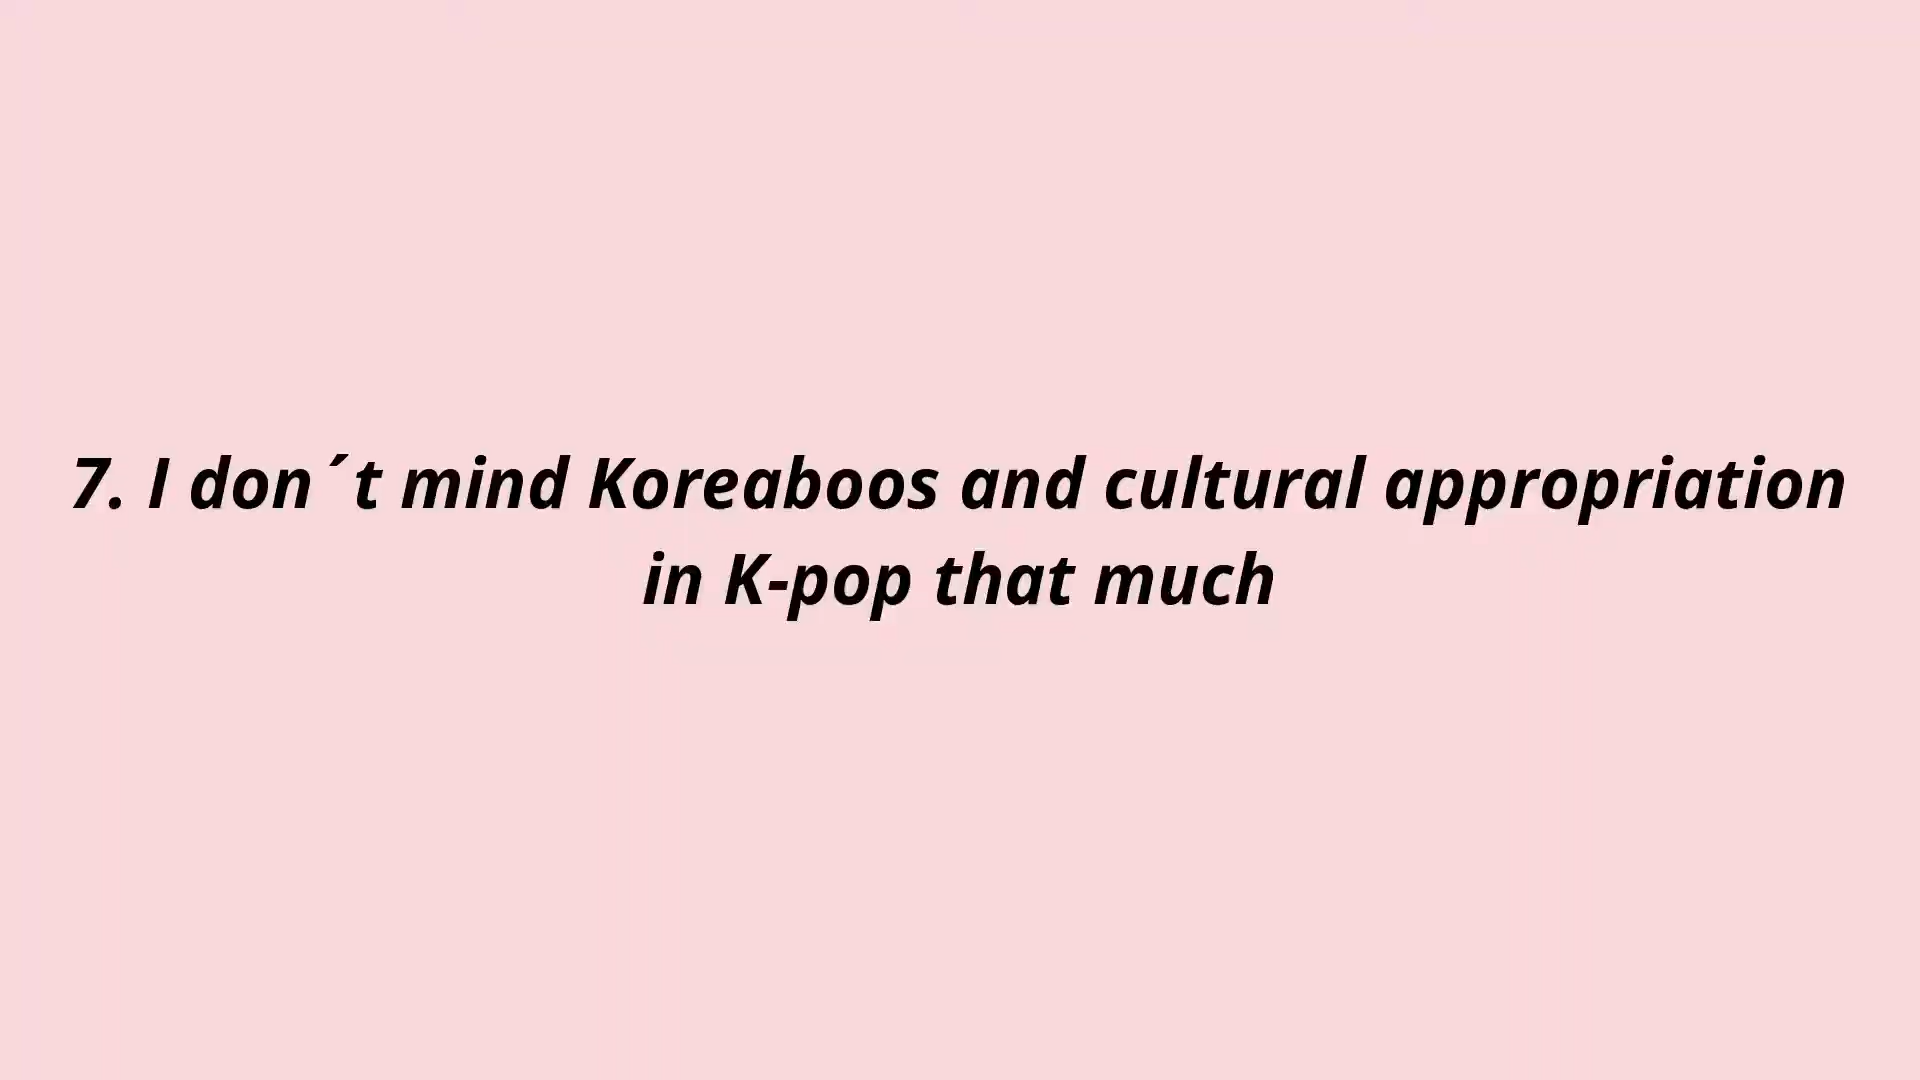 7. I don´t mind Koreaboos and cultural appropriation
in K-pop that much